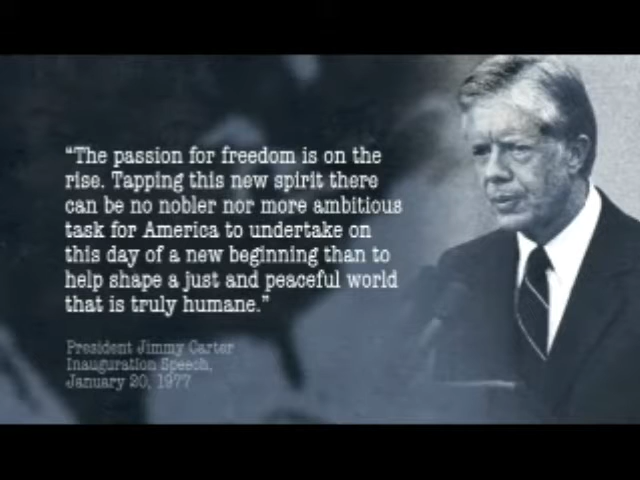 “The passion for freedom is on the
rise. Tapping this new spirit there
can be no nobler nor more ambitious
task for America to undertake on
this day of a new beginning than to
help shape a just and peaceful world
that is truly humane.”
President Jimmy Carter
Inauguration Speech,
January 20, 1977